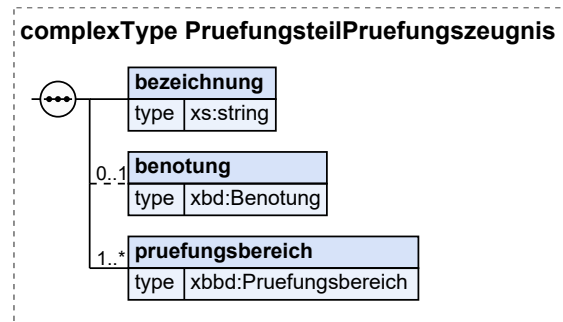 complexType PruefungsteilPruefungszeugnis
bezeichnung
type xs:string
0..1 benotung
type xbd:Benotung
1..* pruefungsbereich
type xbbd:Pruefungsbereich